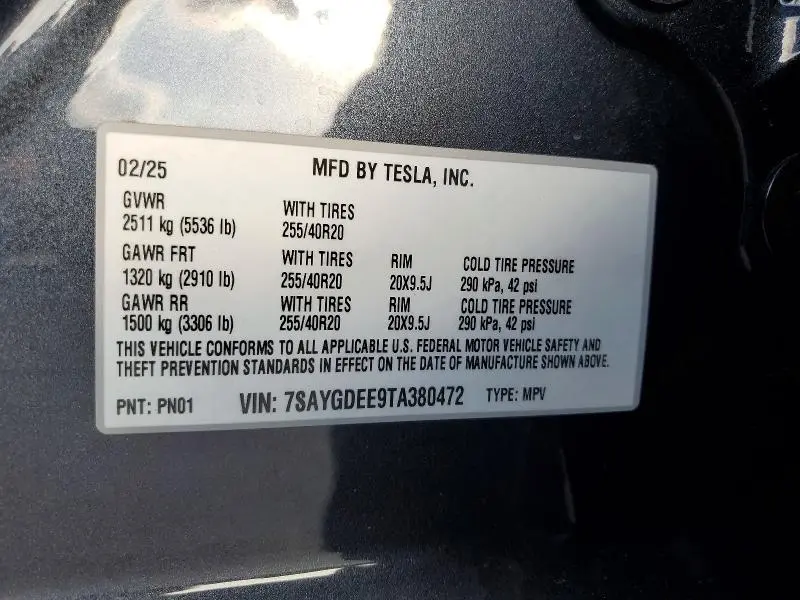 02/25 MFD BY TESLA, INC.
GVWR WITH TIRES
2511 kg (5536 lb) 255/40R20
GAWR FRT WITH TIRES RIM COLD TIRE PRESSURE
1320 kg (2910 lb) 255/40R20 20X9.5J 290 kPa, 42 psi
GAWR RR WITH TIRES RIM COLD TIRE PRESSURE
1500 kg (3306 lb) 255/40R20 20X9.5J 290 kPa, 42 psi
THIS VEHICLE CONFORMS TO ALL APPLICABLE U.S. FEDERAL MOTOR VEHICLE SAFETY AND
THEFT PREVENTION STANDARDS IN EFFECT ON THE DATE OF MANUFACTURE SHOWN ABOVE.
PNT: PN01 VIN: 7SAYGDEE9TA380472 TYPE: MPV